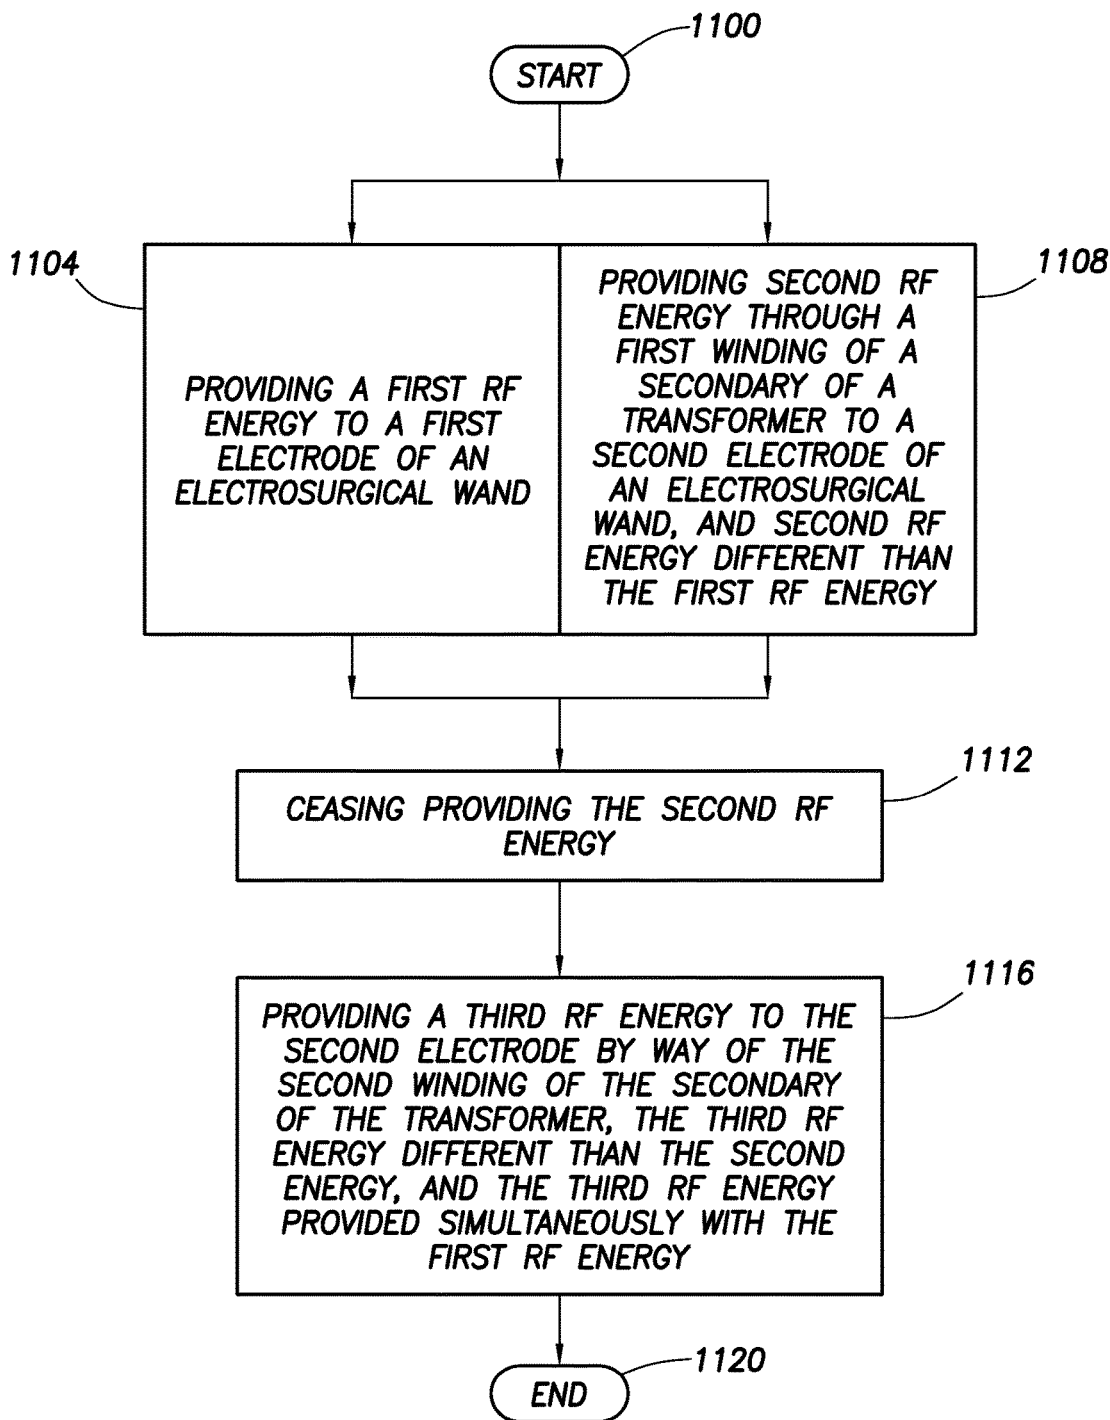 1100
START
1104
PROVIDING A FIRST RF
ENERGY TO A FIRST
ELECTRODE OF AN
ELECTROSURGICAL WAND
1108
PROVIDING SECOND RF
ENERGY THROUGH A
FIRST WINDING OF A
SECONDARY OF A
TRANSFORMER TO A
SECOND ELECTRODE OF
AN ELECTROSURGICAL
WAND, AND SECOND RF
ENERGY DIFFERENT THAN
THE FIRST RF ENERGY
1112
CEASING PROVIDING THE SECOND RF
ENERGY
1116
PROVIDING A THIRD RF ENERGY TO THE
SECOND ELECTRODE BY WAY OF THE
SECOND WINDING OF THE SECONDARY
OF THE TRANSFORMER, THE THIRD RF
ENERGY DIFFERENT THAN THE SECOND
ENERGY, AND THE THIRD RF ENERGY
PROVIDED SIMULTANEOUSLY WITH THE
FIRST RF ENERGY
1120
END